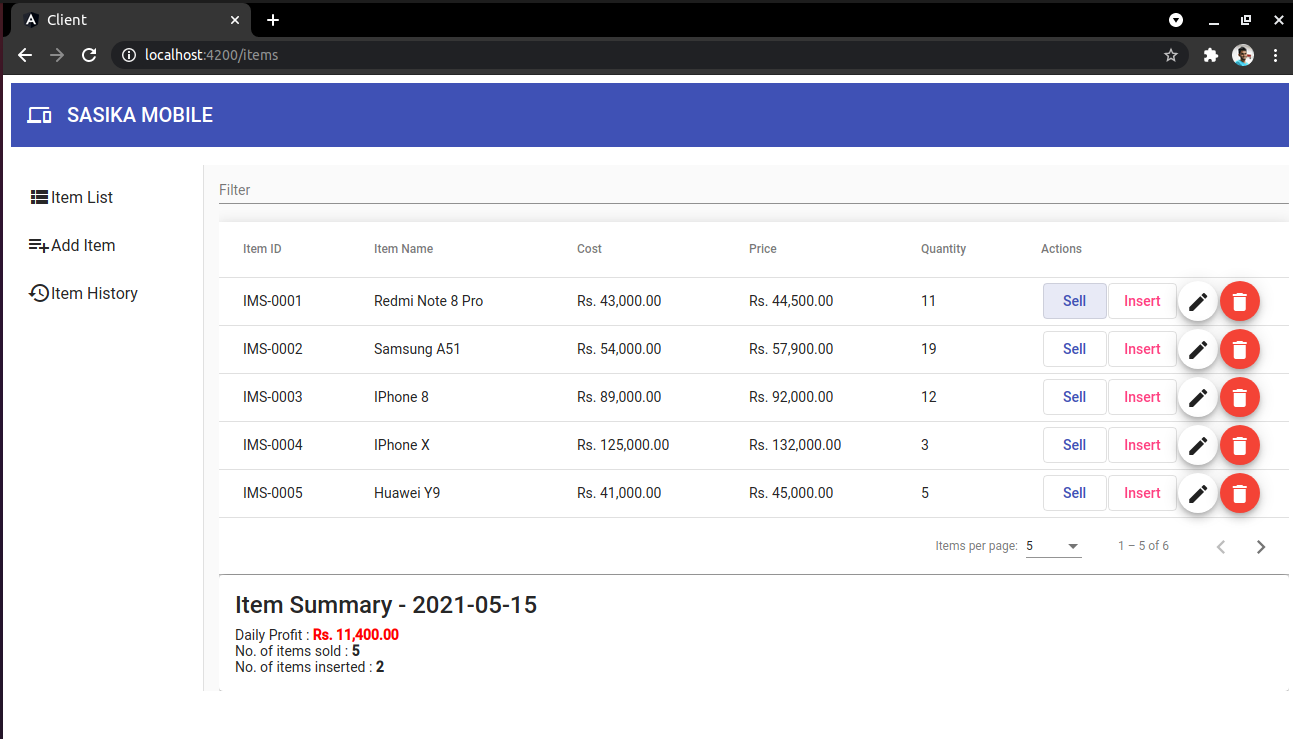 Client
localhost:4200/items
SASIKA MOBILE
Item List
Add Item
Item History
Filter
Item ID Item Name Cost Price Quantity Actions
IMS-0001 Redmi Note 8 Pro Rs. 43,000.00 Rs. 44,500.00 11 Sell Insert
IMS-0002 Samsung A51 Rs. 54,000.00 Rs. 57,900.00 19 Sell Insert
IMS-0003 IPhone 8 Rs. 89,000.00 Rs. 92,000.00 12 Sell Insert
IMS-0004 IPhone X Rs. 125,000.00 Rs. 132,000.00 3 Sell Insert
IMS-0005 Huawei Y9 Rs. 41,000.00 Rs. 45,000.00 5 Sell Insert
Items per page: 5 1 – 5 of 6
Item Summary - 2021-05-15
Daily Profit : Rs. 11,400.00
No. of items sold : 5
No. of items inserted : 2